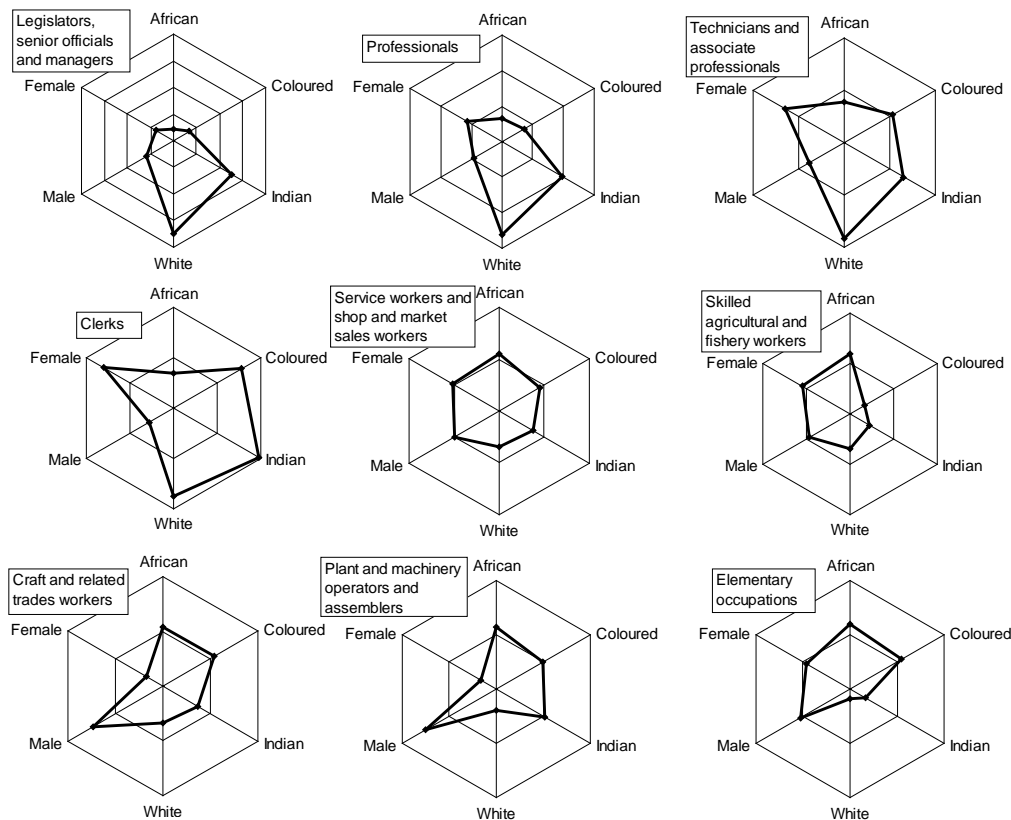 Legislators,
senior officials
and managers
African
Female
Coloured
Male
Indian
White
Professionals
African
Female
Coloured
Male
Indian
White
Technicians and
associate
professionals
African
Female
Coloured
Male
Indian
White
Clerks
African
Female
Coloured
Male
Indian
White
Service workers and
shop and market
sales workers
African
Female
Coloured
Male
Indian
White
Skilled
agricultural and
fishery workers
African
Female
Coloured
Male
Indian
White
Craft and related
trades workers
African
Female
Coloured
Male
Indian
White
Plant and machinery
operators and
assemblers
African
Female
Coloured
Male
Indian
White
Elementary
occupations
African
Female
Coloured
Male
Indian
White